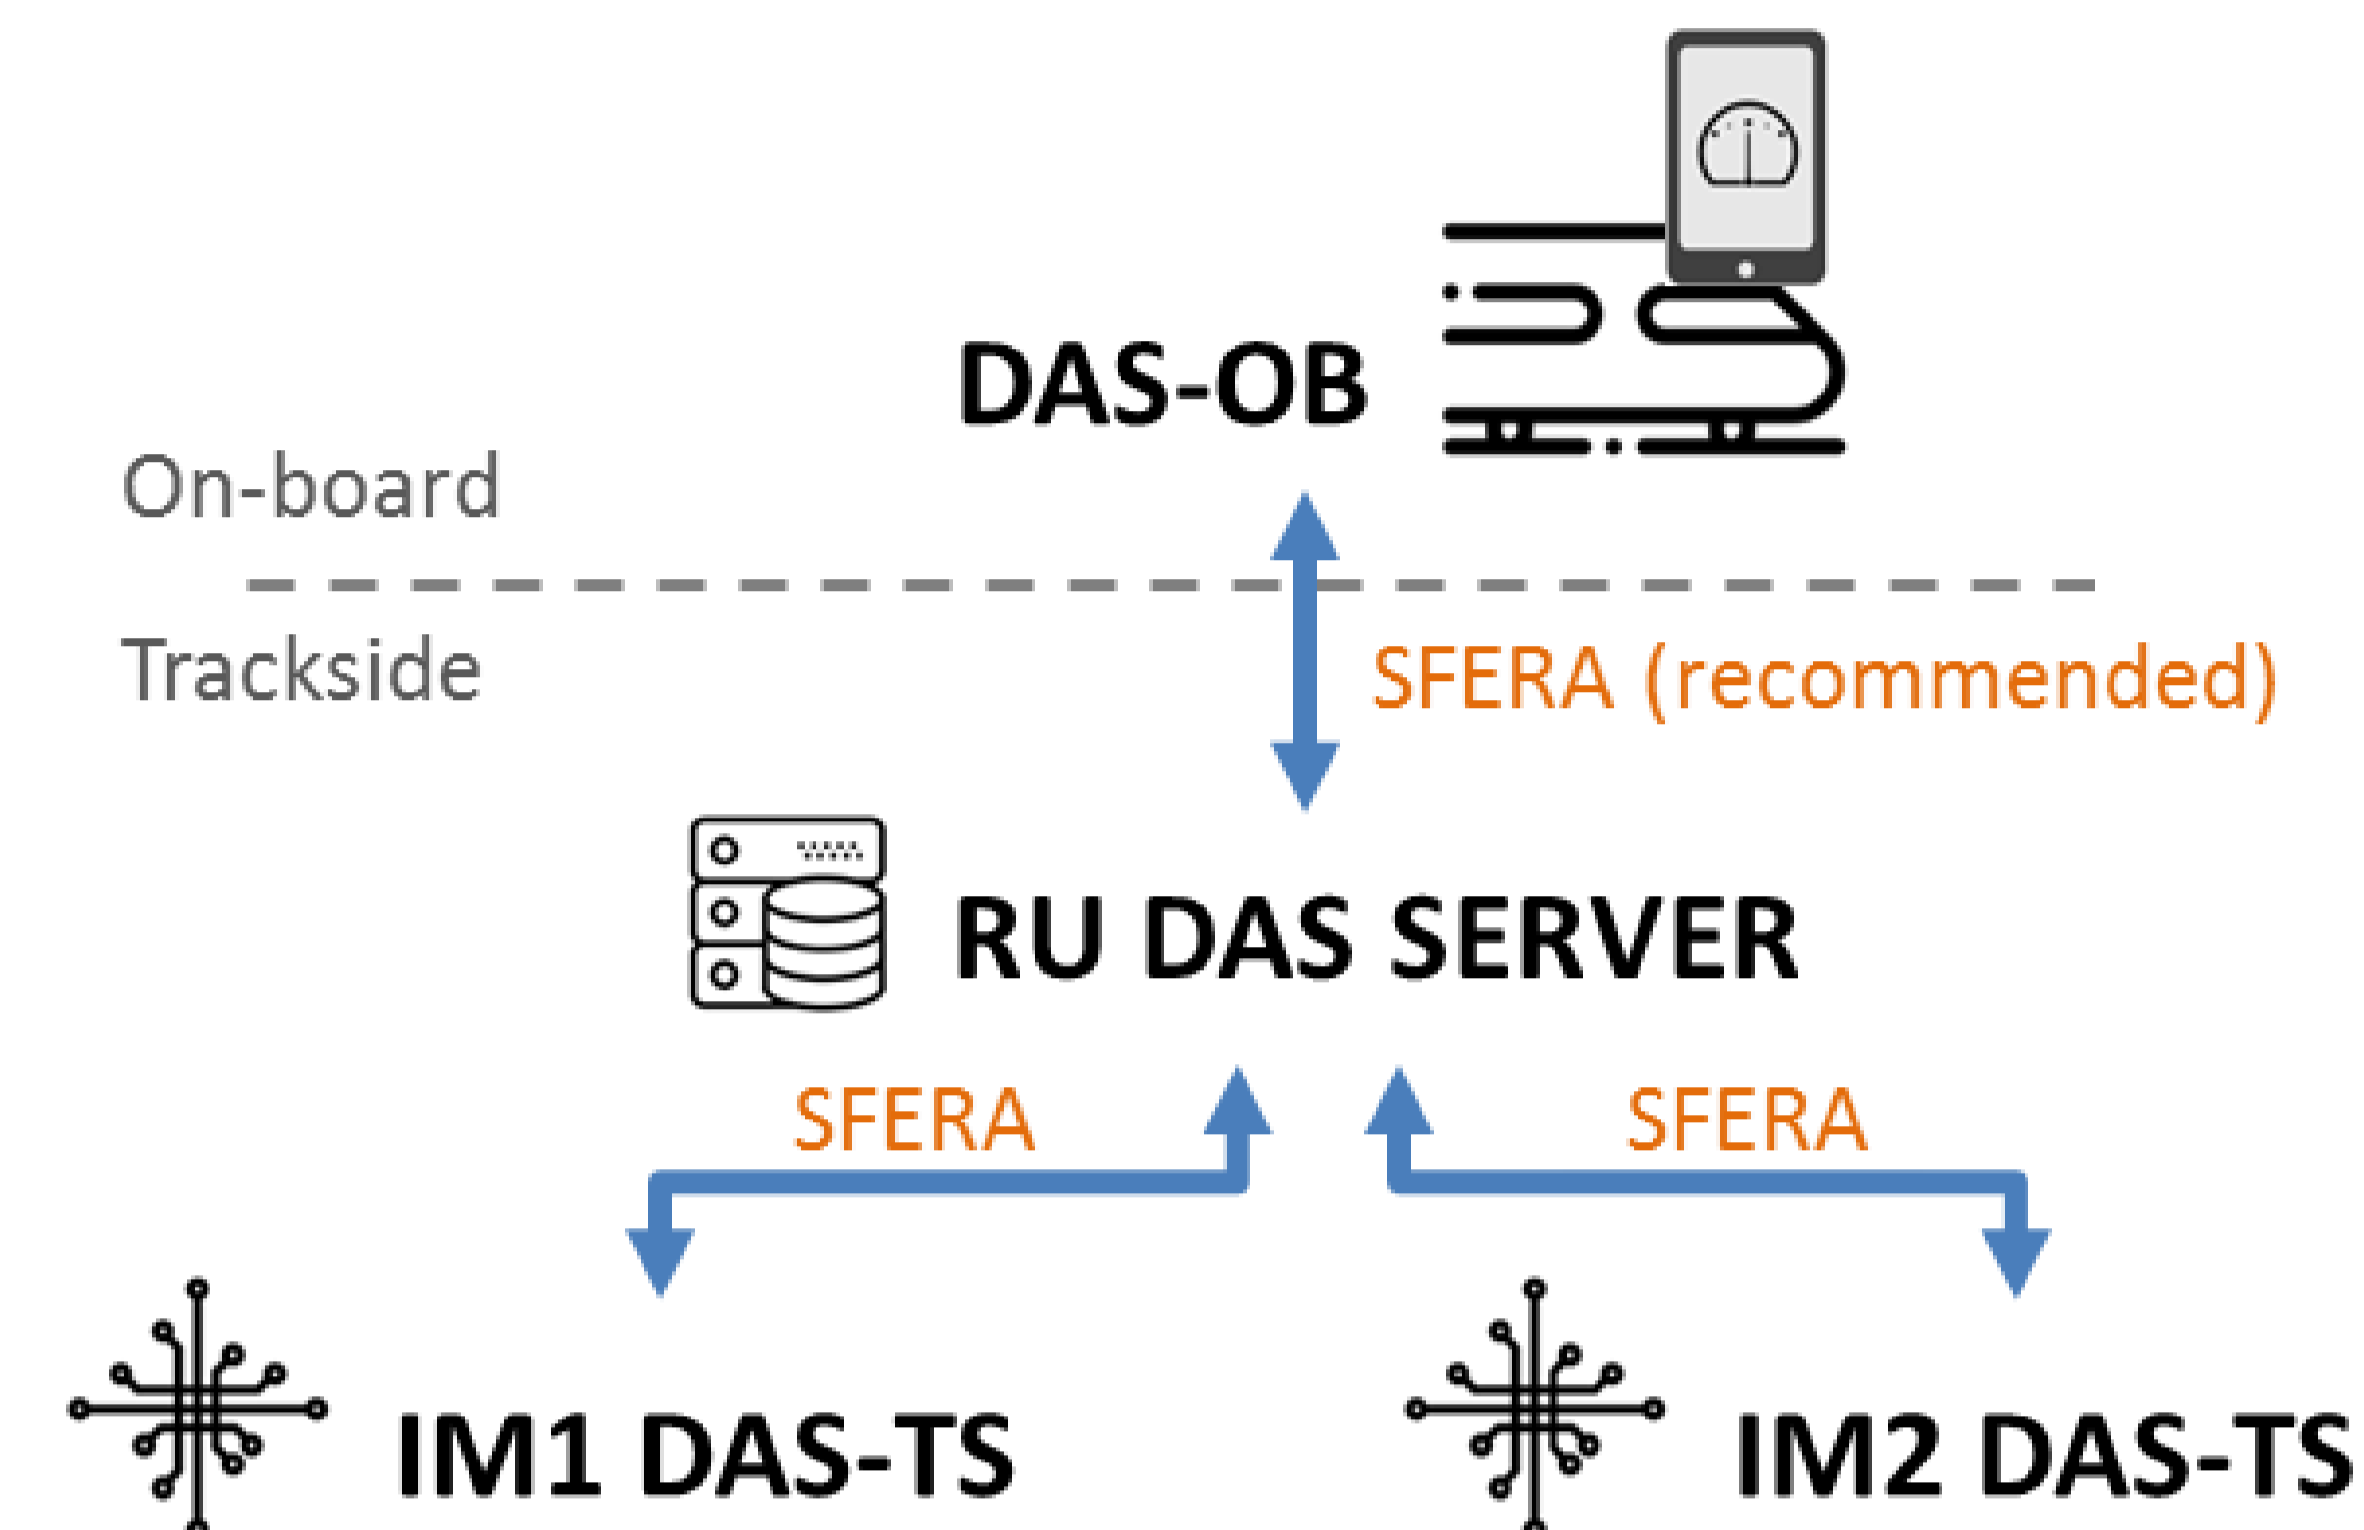 DAS-OB
On-board
Trackside
SFERA (recommended)
RU DAS SERVER
SFERA
SFERA
IM1 DAS-TS
IM2 DAS-TS